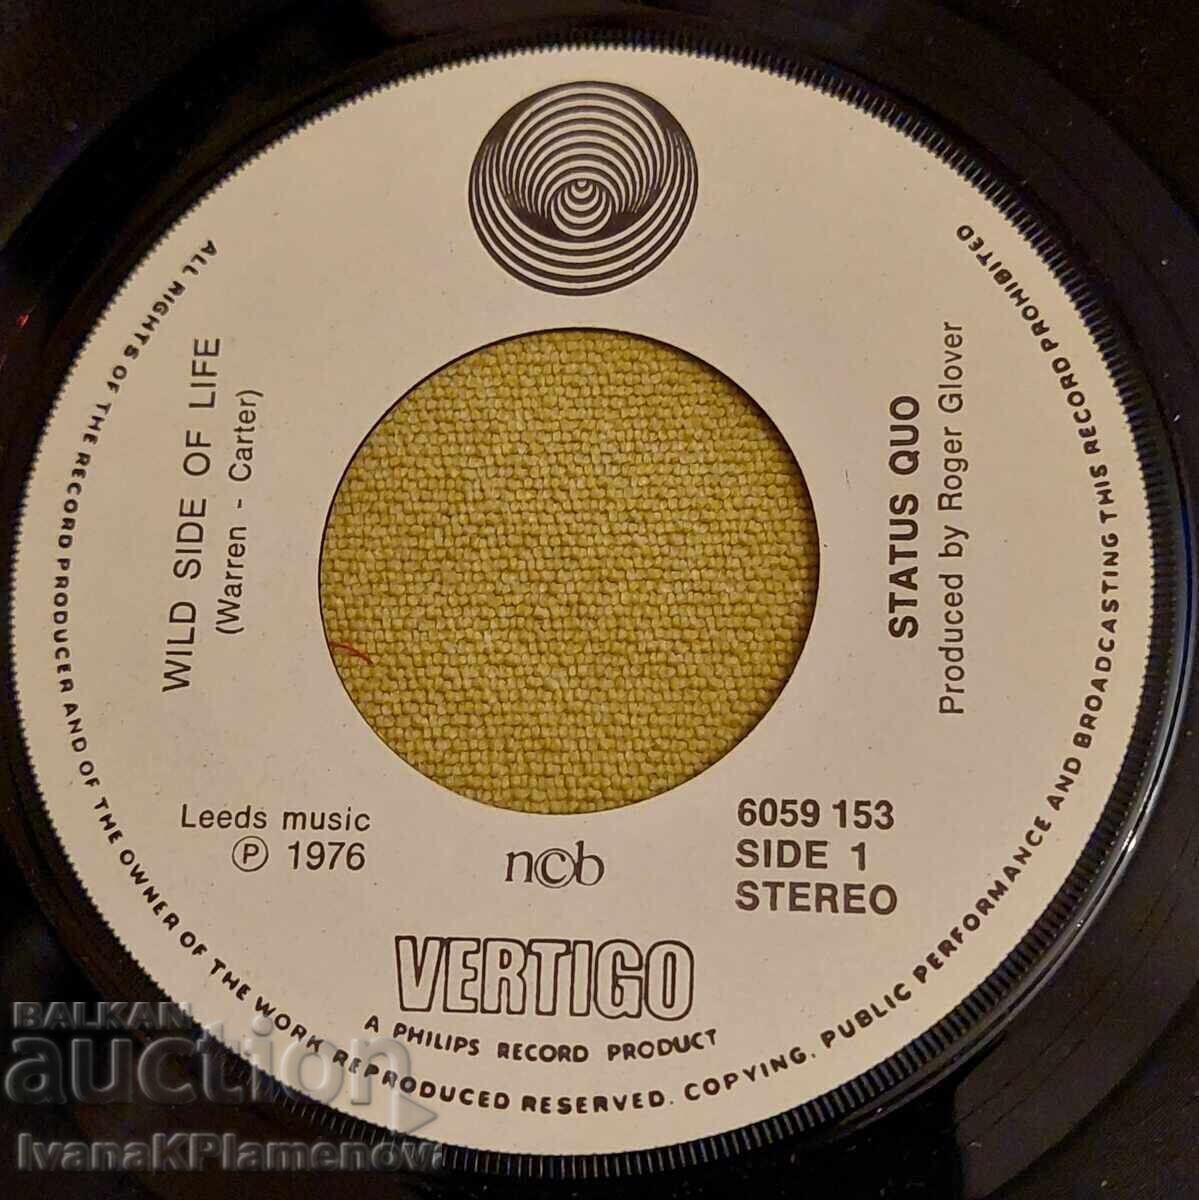 WILD SIDE OF LIFE
(Warren - Carter)
STATUS QUO
Produced by Roger Glover
Leeds music
Ⓟ 1976
n©b
6059 153
SIDE 1
STEREO
VERTIGO
A PHILIPS RECORD PRODUCT
ALL RIGHTS OF THE RECORD PRODUCER AND OF THE OWNER OF THE WORK REPRODUCED RESERVED. COPYING, PUBLIC PERFORMANCE AND BROADCASTING THIS RECORD PROHIBITED
BALKAN
auction
IvanaKPlamenova